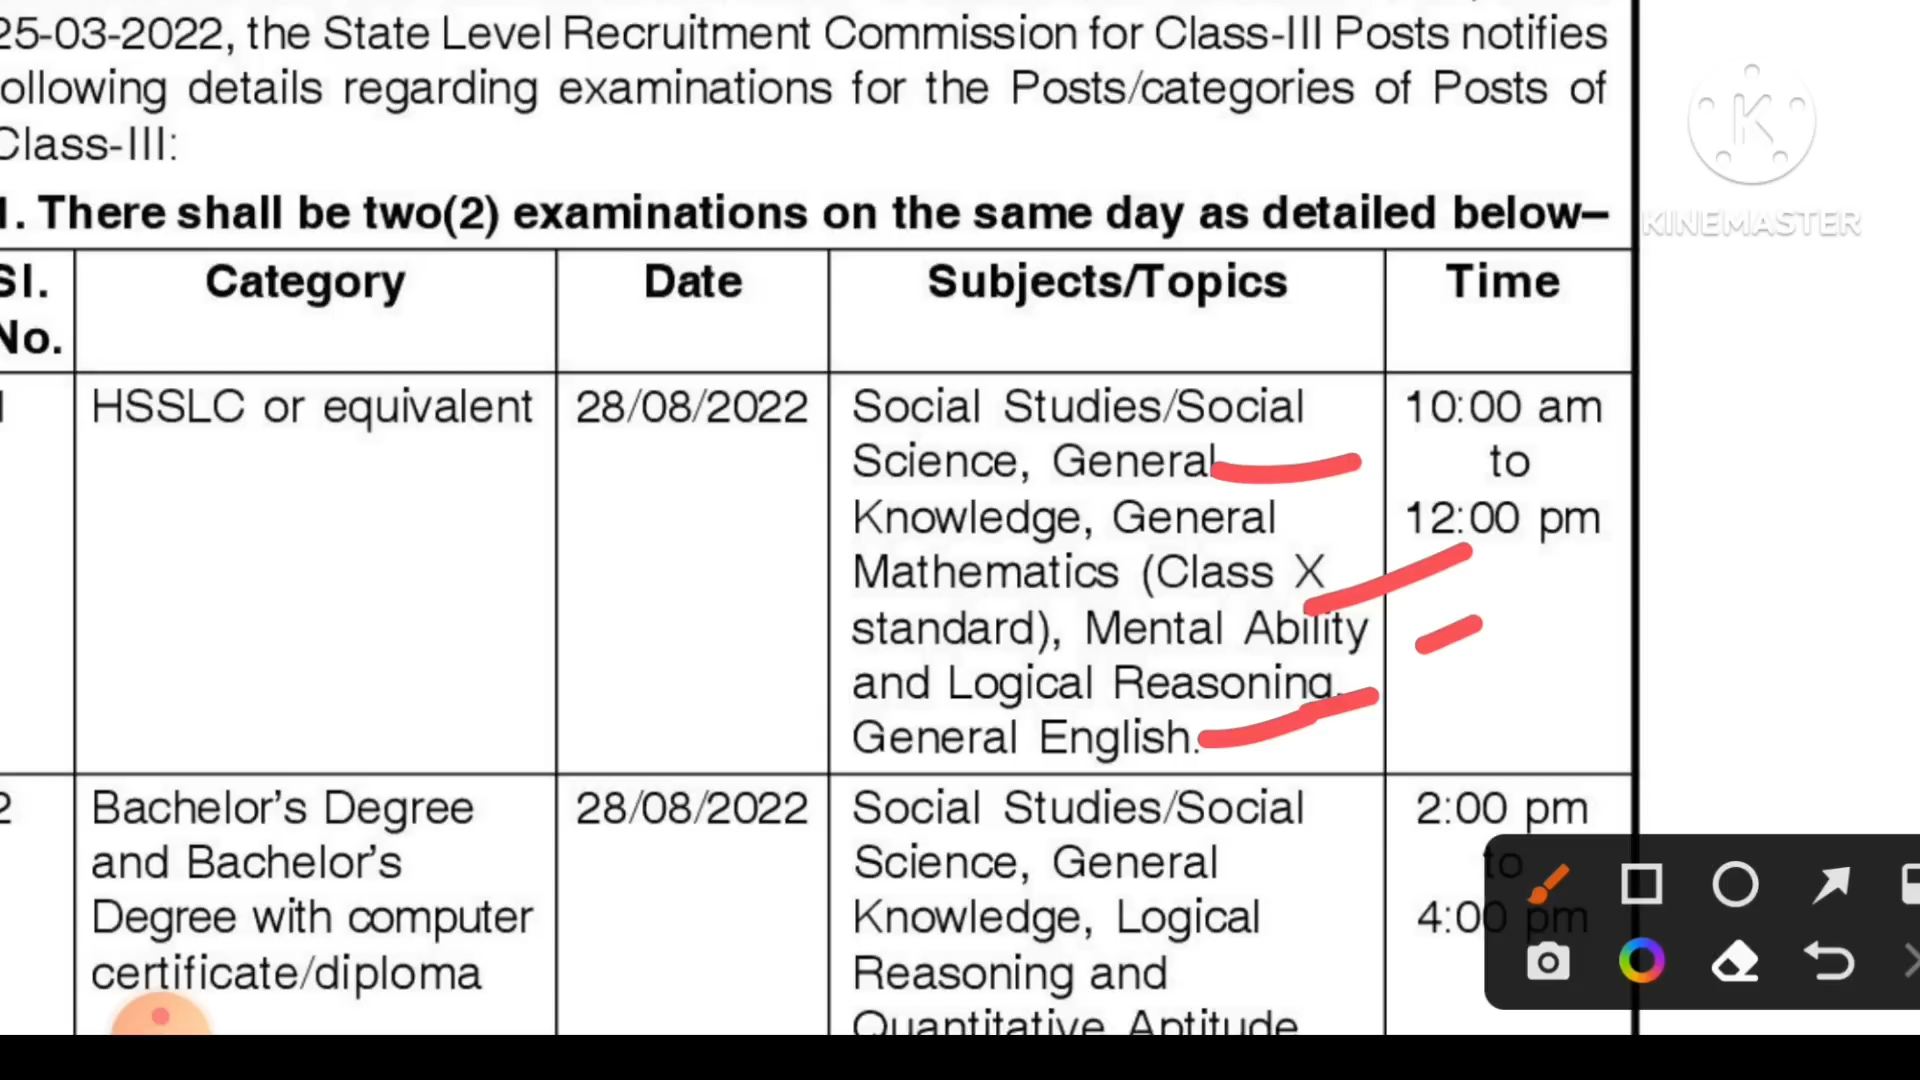 25-03-2022, the State Level Recruitment Commission for Class-III Posts notifies
ollowing details regarding examinations for the Posts/categories of Posts of
Class-III:
1. There shall be two(2) examinations on the same day as detailed below–
KINEMASTER
Sl. No.
Category
Date
Subjects/Topics
Time
1
HSSLC or equivalent
28/08/2022
Social Studies/Social
Science, General
Knowledge, General
Mathematics (Class X
standard), Mental Ability
and Logical Reasoning,
General English.
10:00 am
to
12:00 pm
2
Bachelor's Degree
and Bachelor's
Degree with computer
certificate/diploma
28/08/2022
Social Studies/Social
Science, General
Knowledge, Logical
Reasoning and
Quantitative Aptitude
2:00 pm
to
4:00 pm